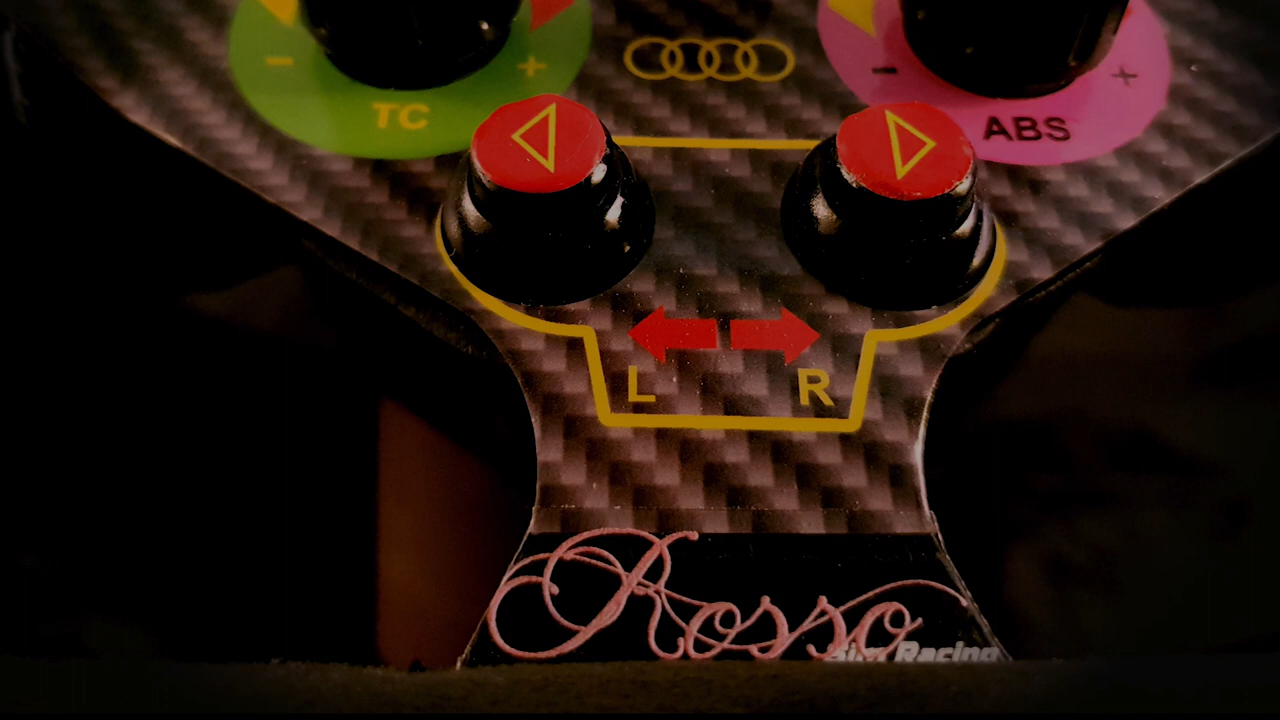 - +
TC
- +
ABS
L R
Rosso
Sim Racing